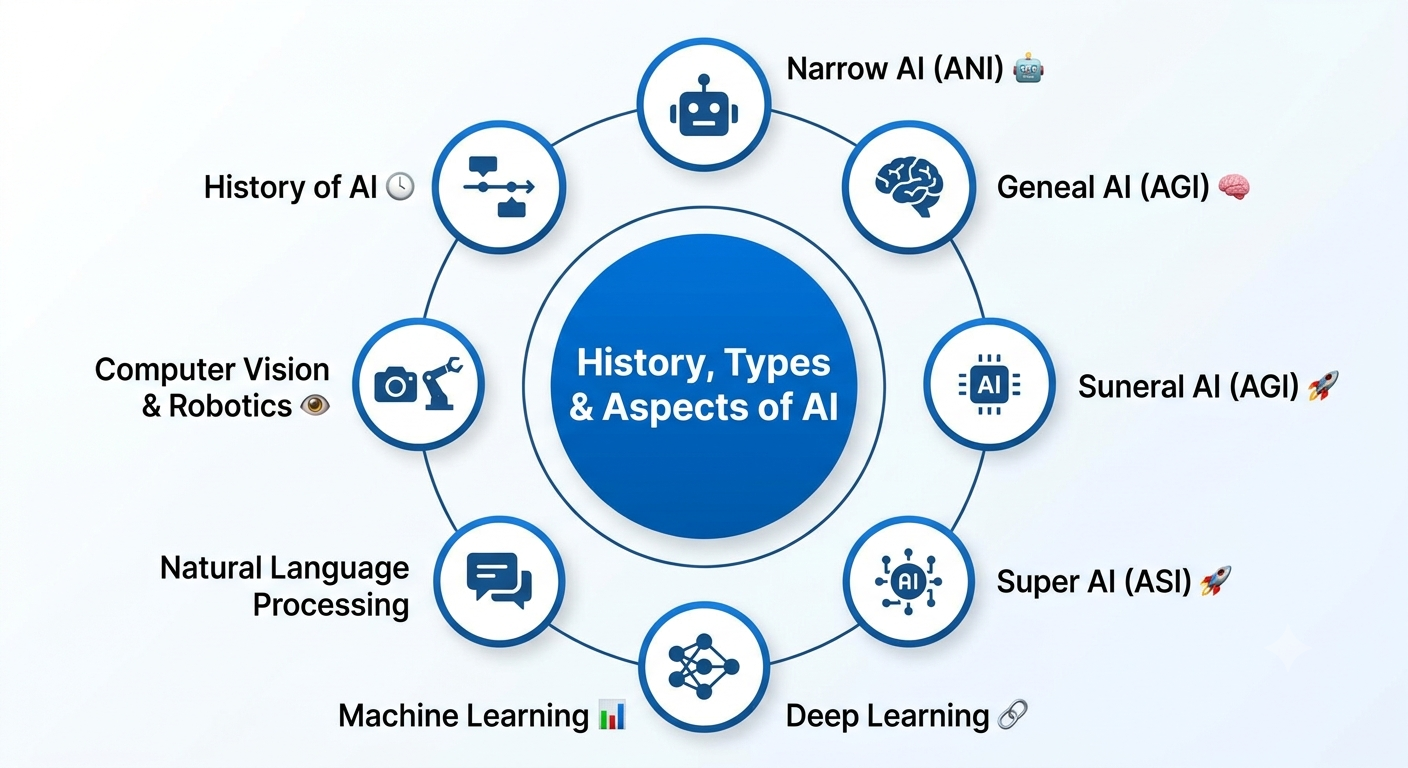 Narrow AI (ANI) 🤖
History of AI 🕓
Geneal AI (AGI) 🧠
History, Types
& Aspects of AI
Computer Vision
& Robotics 👁️
AI
Suneral AI (AGI) 🚀
Natural Language
Processing
AI
Super AI (ASI) 🚀
Machine Learning 📊
Deep Learning 🔗